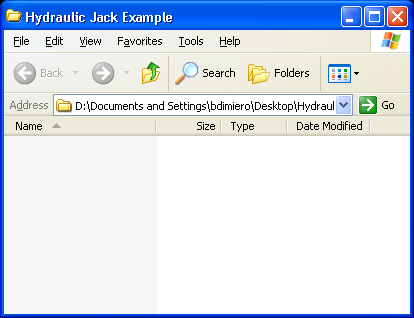 Hydraulic Jack Example
File Edit View Favorites Tools Help
Back Search Folders
Address D:\Documents and Settings\bdimiero\Desktop\Hydraul Go
Name Size Type Date Modified